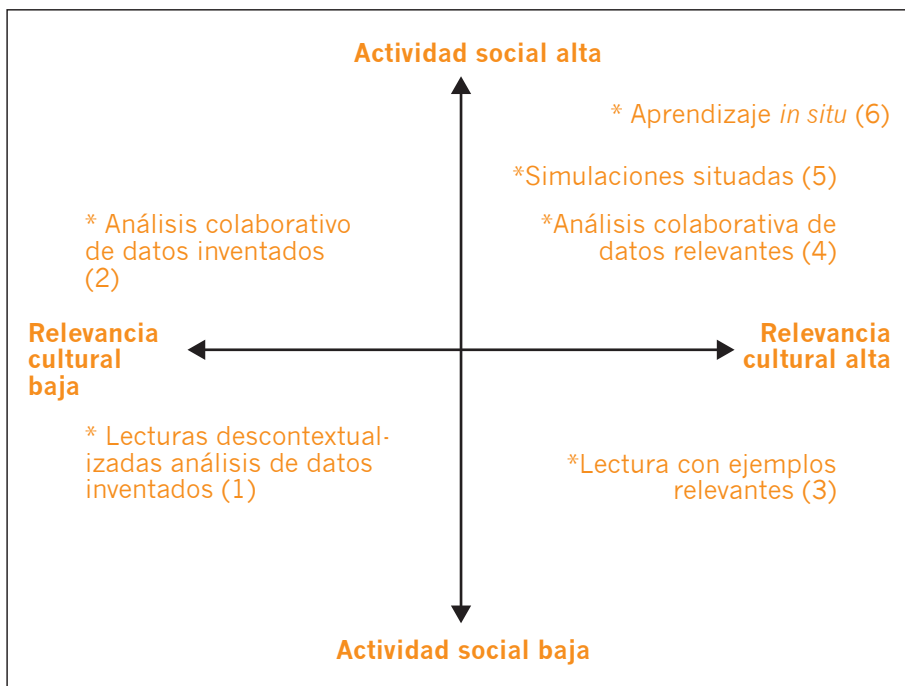 Actividad social alta
* Aprendizaje in situ (6)
*Simulaciones situadas (5)
* Análisis colaborativo
de datos inventados
(2)
*Análisis colaborativa de
datos relevantes (4)
Relevancia
cultural
baja
Relevancia
cultural alta
* Lecturas descontextual-
izadas análisis de datos
inventados (1)
*Lectura con ejemplos
relevantes (3)
Actividad social baja